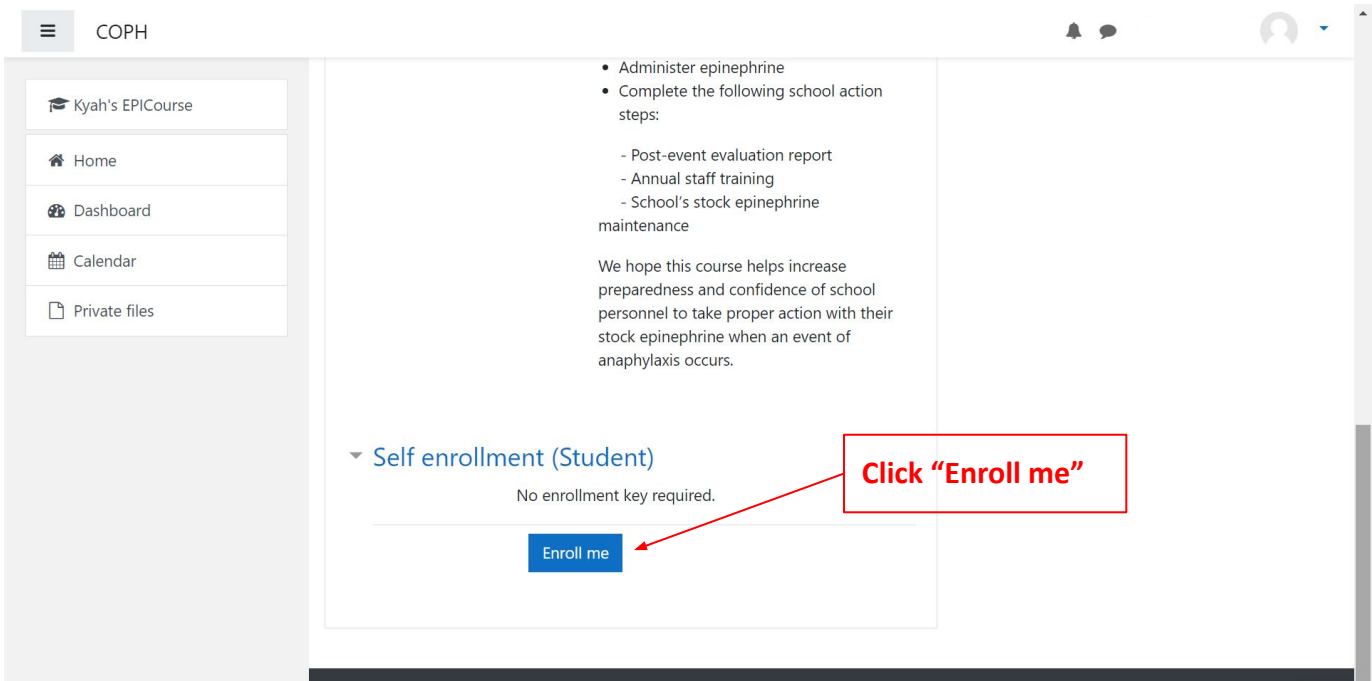 COPH
Kyah's EPICourse
Home
Dashboard
Calendar
Private files
• Administer epinephrine
• Complete the following school action
steps:
- Post-event evaluation report
- Annual staff training
- School’s stock epinephrine
maintenance
We hope this course helps increase
preparedness and confidence of school
personnel to take proper action with their
stock epinephrine when an event of
anaphylaxis occurs.
Self enrollment (Student)
No enrollment key required.
Click “Enroll me”
Enroll me